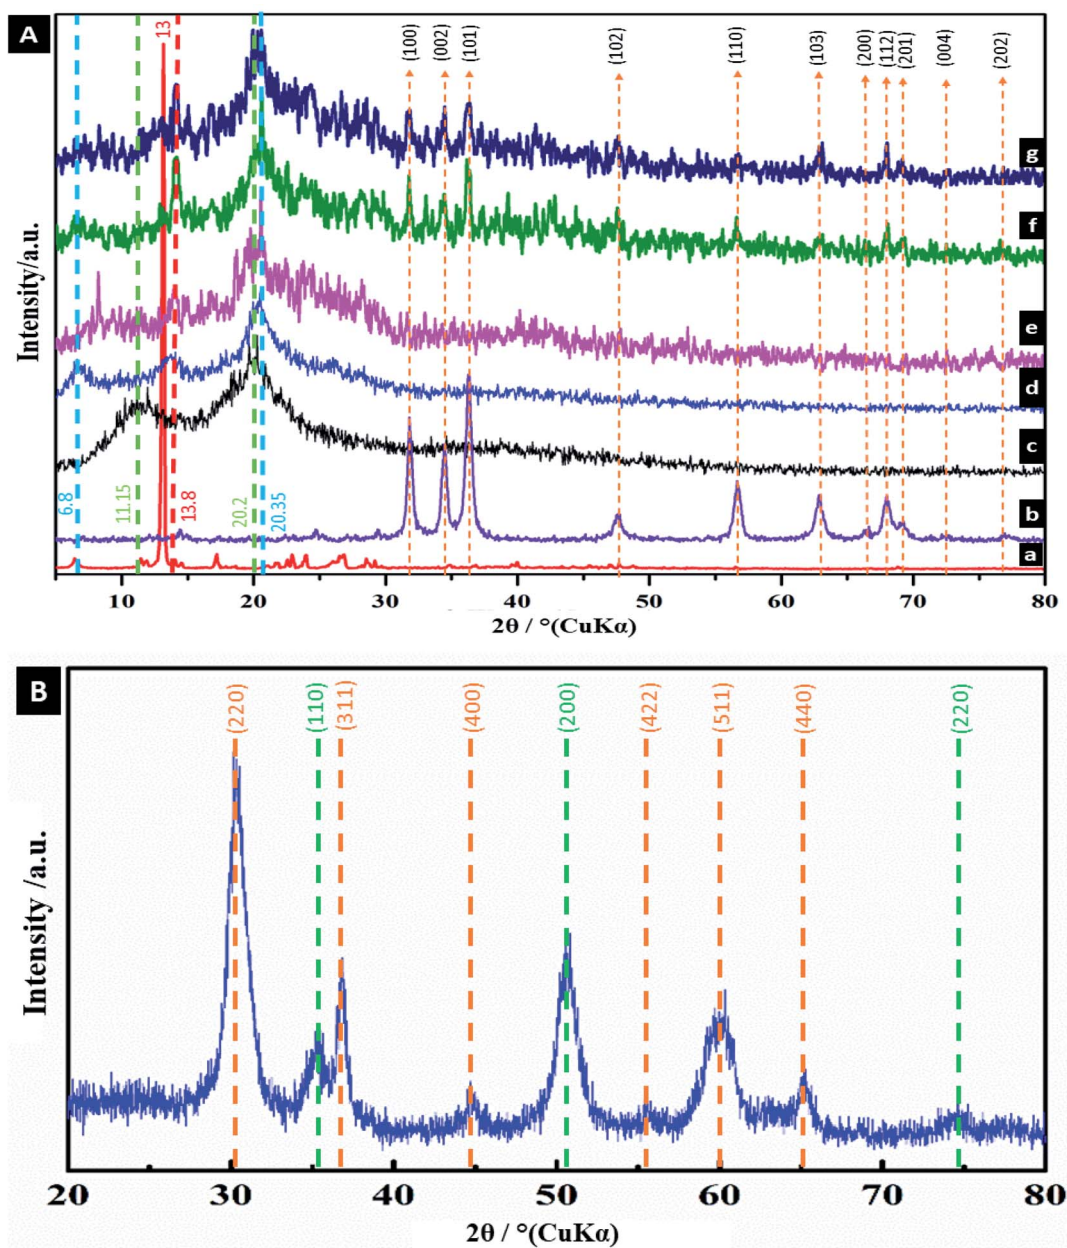 A
13
(100)
(002)
(101)
(102)
(110)
(103)
(200)
(112)
(201)
(004)
(202)
g
f
e
d
c
b
a
6.8
11.15
13.8
20.2
20.35
Intensity/a.u.
10 20 30 40 50 60 70 80
2θ / °(CuKα)
B
(220)
(110)
(311)
(400)
(200)
(422)
(511)
(440)
(220)
Intensity /a.u.
20 30 40 50 60 70 80
2θ / °(CuKα)